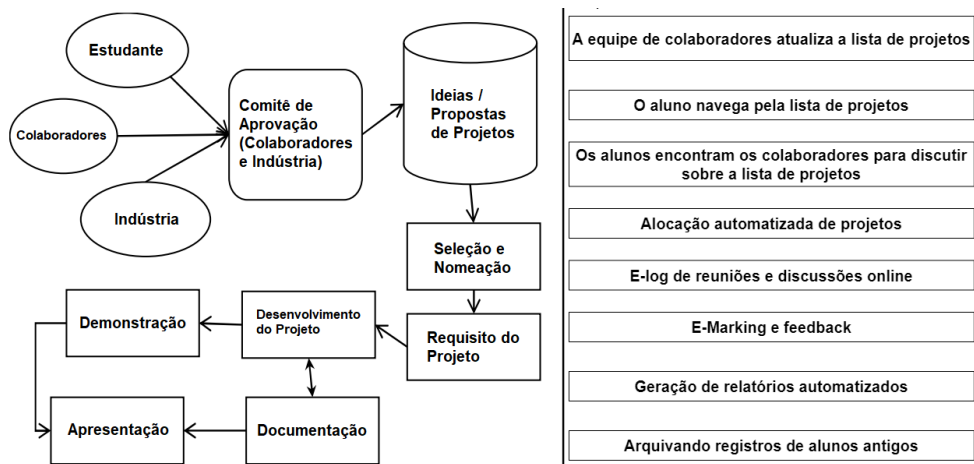 Estudante
Colaboradores
Indústria
Comitê de
Aprovação
(Colaboradores
e Indústria)
Ideias /
Propostas
de Projetos
Seleção e
Nomeação
Requisito do
Projeto
Desenvolvimento
do Projeto
Demonstração
Documentação
Apresentação
A equipe de colaboradores atualiza a lista de projetos
O aluno navega pela lista de projetos
Os alunos encontram os colaboradores para discutir
sobre a lista de projetos
Alocação automatizada de projetos
E-log de reuniões e discussões online
E-Marking e feedback
Geração de relatórios automatizados
Arquivando registros de alunos antigos